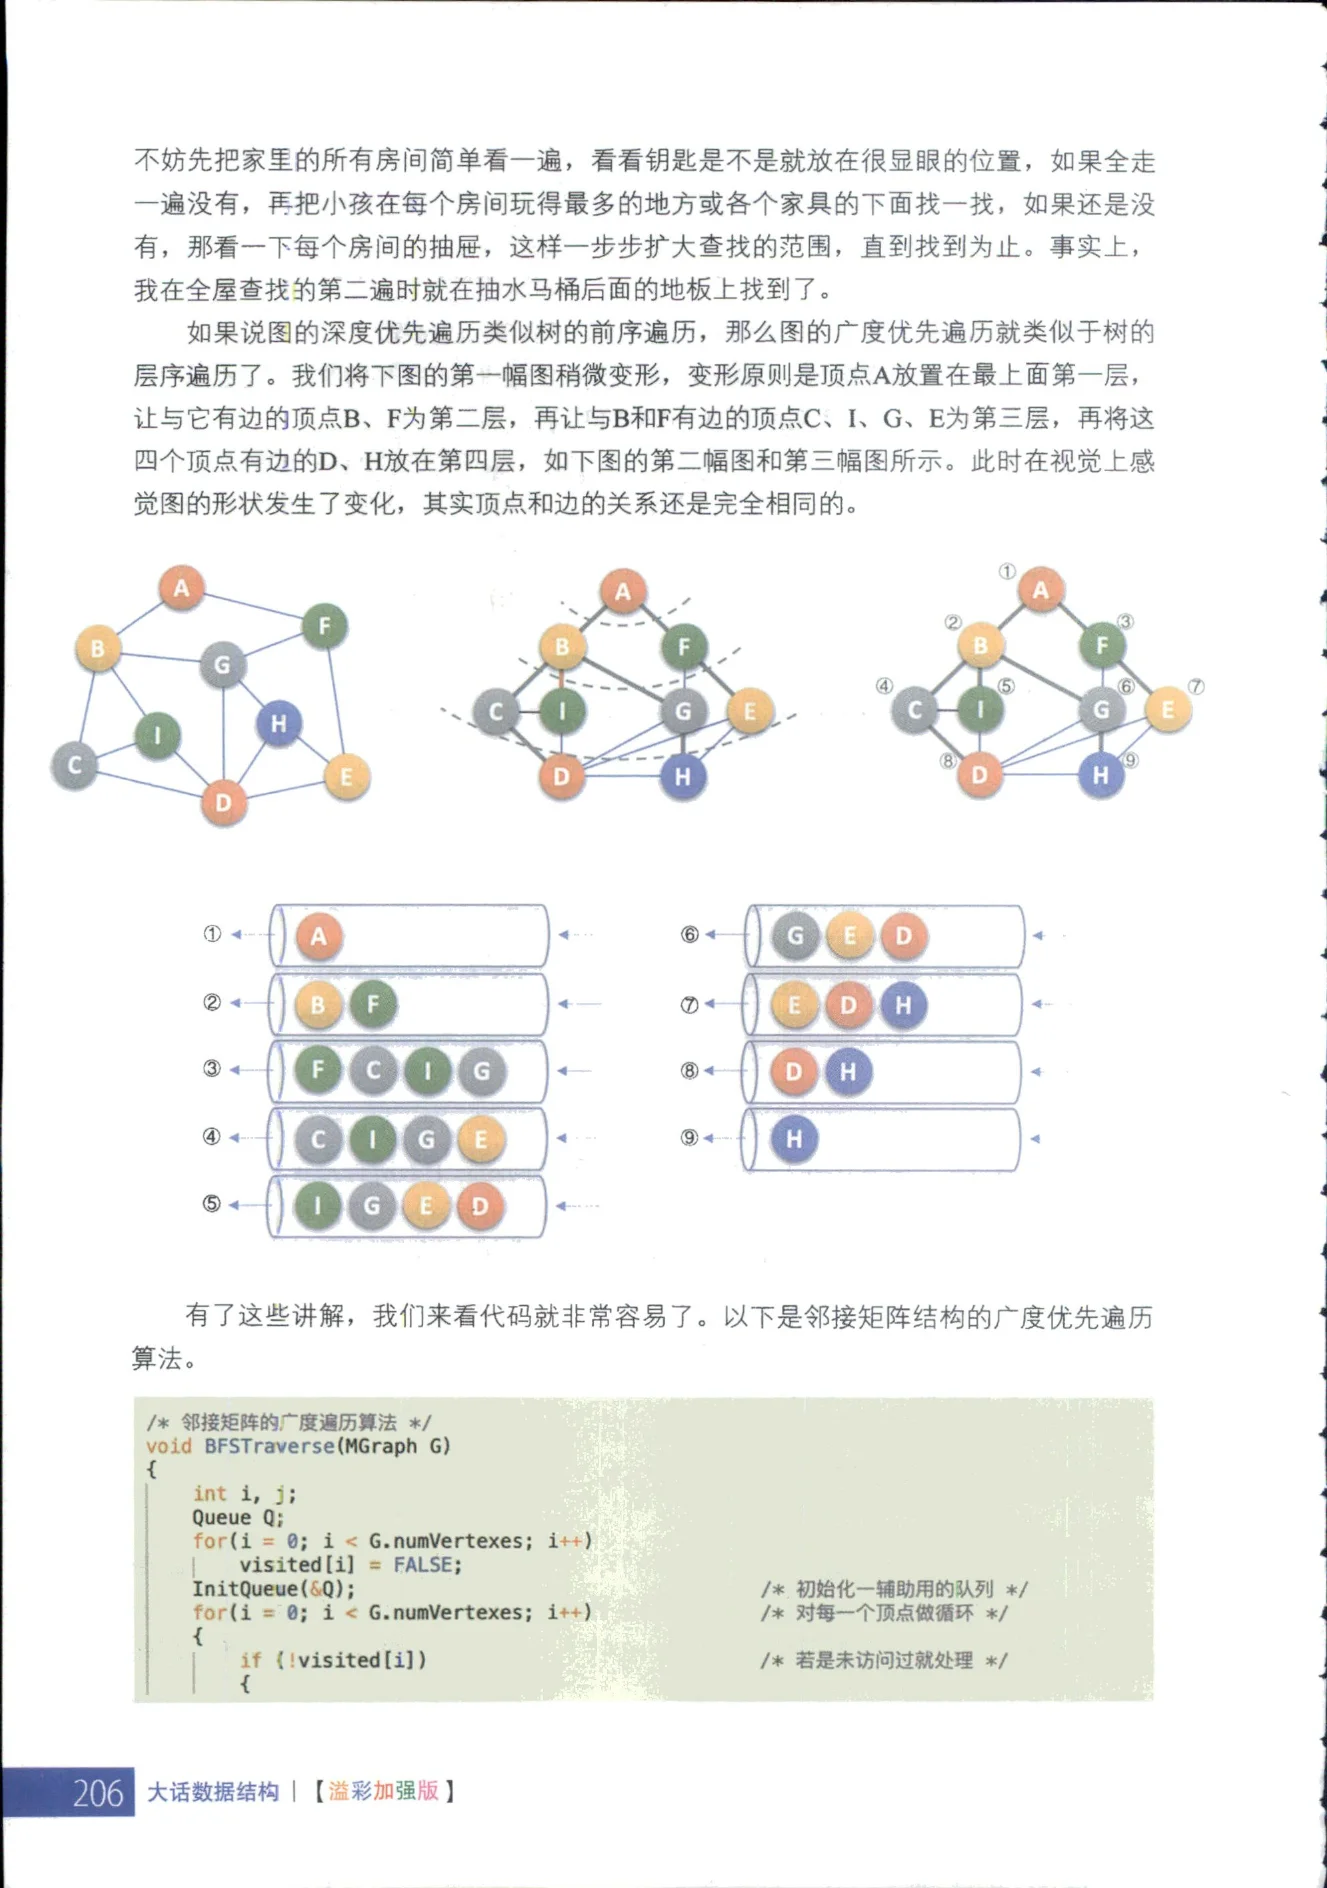 不妨先把家里的所有房间简单看一遍，看看钥匙是不是就放在很显眼的位置，如果全走
一遍没有，再把小孩在每个房间玩得最多的地方或各个家具的下面找一找，如果还是没
有，那看一下每个房间的抽屉，这样一步步扩大查找的范围，直到找到为止。事实上，
我在全屋查找的第二遍时就在抽水马桶后面的地板上找到了。
如果说图的深度优先遍历类似树的前序遍历，那么图的广度优先遍历就类似于树的
层序遍历了。我们将下图的第一幅图稍微变形，变形原则是顶点A放置在最上面第一层，
让与它有边的顶点B、F为第二层，再让与B和F有边的顶点C、I、G、E为第三层，再将这
四个顶点有边的D、H放在第四层，如下图的第二幅图和第三幅图所示。此时在视觉上感
觉图的形状发生了变化，其实顶点和边的关系还是完全相同的。
A
F
B
G
H
I
C
E
D
A
B F
C I G E
D H
① A
② B F ③
④ C I ⑤ G ⑥ E ⑦
⑧ D H ⑨
① A
② B F
③ F C I G
④ C I G E
⑤ I G E D
⑥ G E D
⑦ E D H
⑧ D H
⑨ H
有了这些讲解，我们来看代码就非常容易了。以下是邻接矩阵结构的广度优先遍历
算法。
/* 邻接矩阵的广度遍历算法 */
void BFSTraverse(MGraph G)
{
int i, j;
Queue Q;
for(i = 0; i < G.numVertexes; i++)
visited[i] = FALSE;
InitQueue(&Q); /* 初始化一辅助用的队列 */
for(i = 0; i < G.numVertexes; i++) /* 对每一个顶点做循环 */
{
if (!visited[i]) /* 若是未访问过就处理 */
{
206 大话数据结构 | 【溢彩加强版】